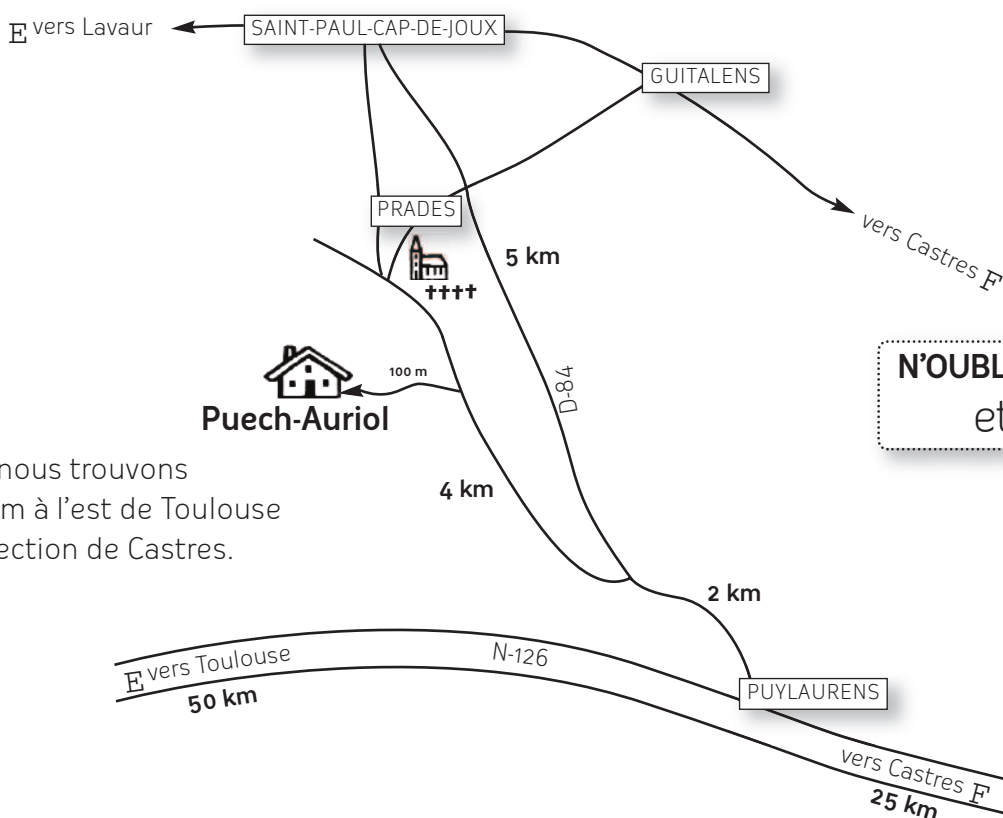 E vers Lavaur
SAINT-PAUL-CAP-DE-JOUX
GUITALENS
PRADES
vers Castres F
5 km
††††
100 m
D-84
Puech-Auriol
N'OUBL
et
nous trouvons
m à l'est de Toulouse
ection de Castres.
4 km
2 km
E vers Toulouse
N-126
50 km
PUYLAURENS
vers Castres F
25 km